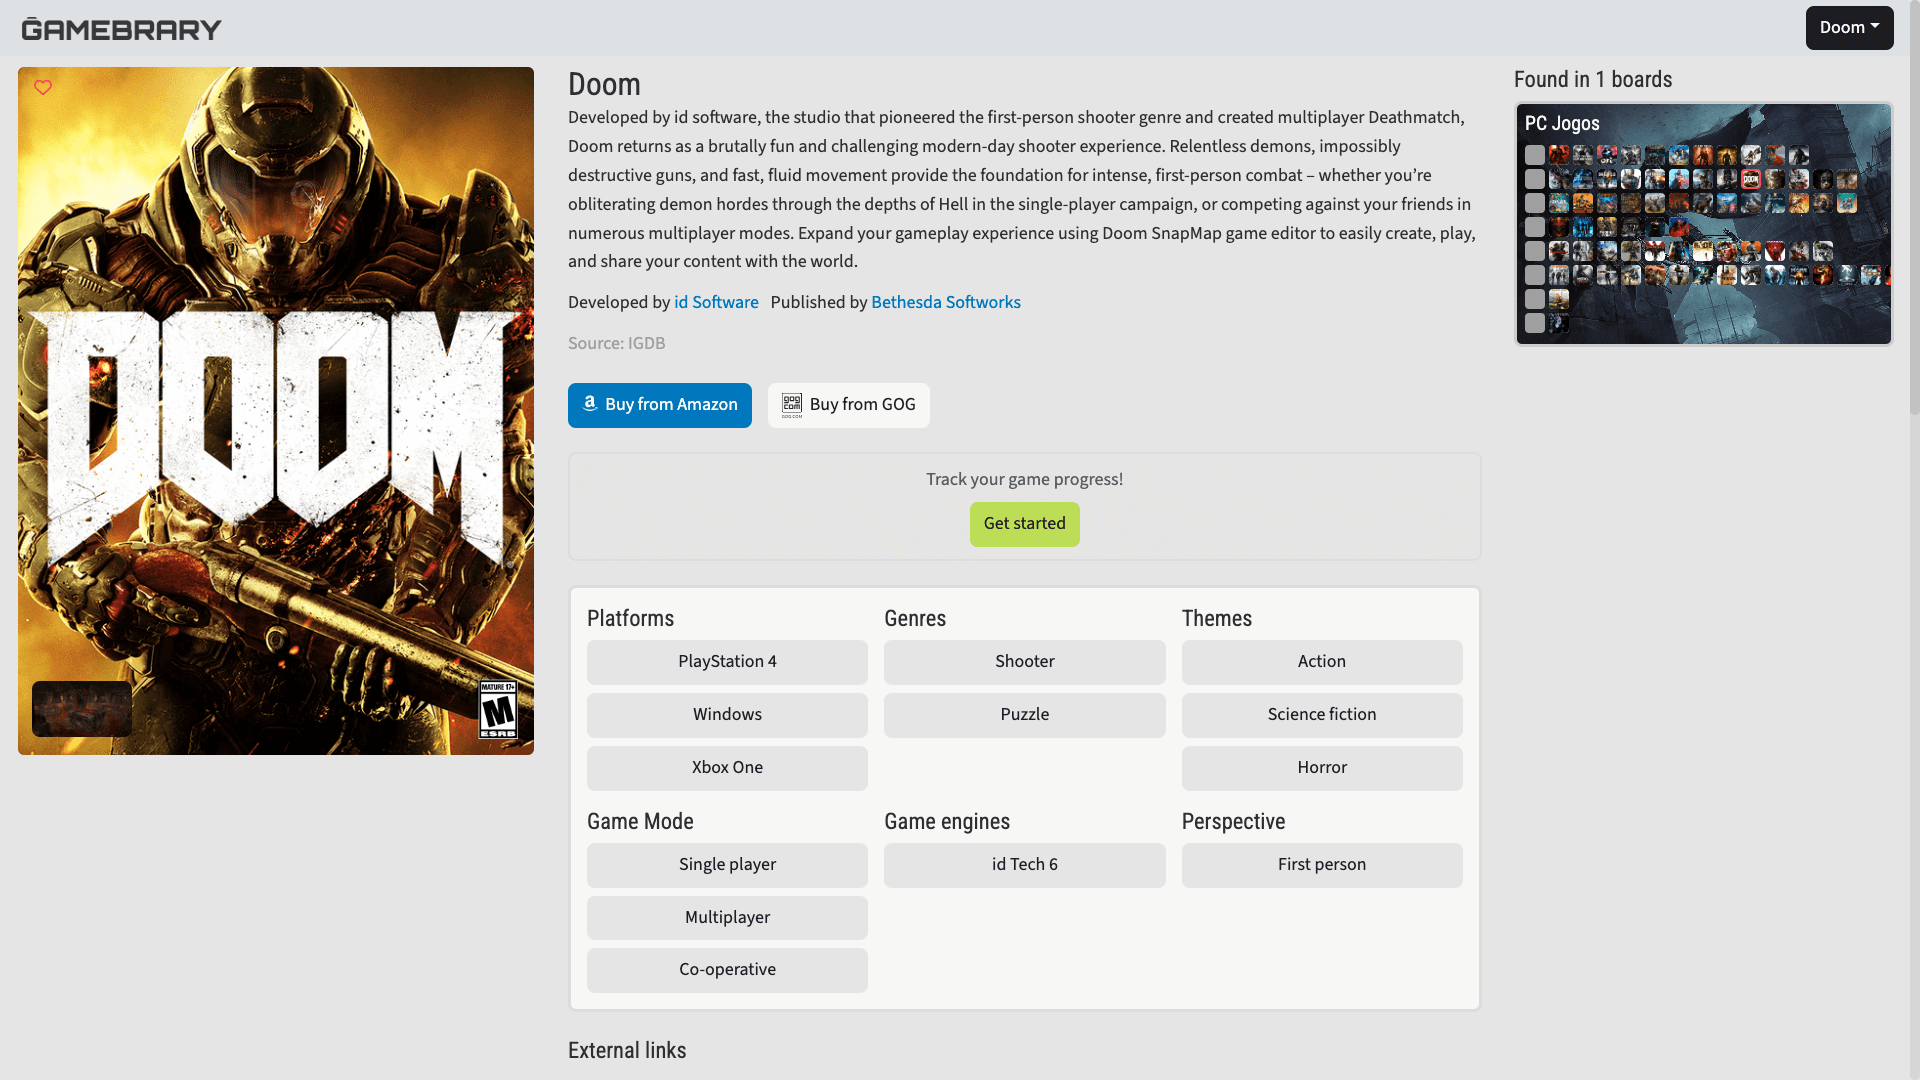 GAMEBRARY
Doom
DOOM
MATURE 17+
M
ESRB
Doom
Developed by id software, the studio that pioneered the first-person shooter genre and created multiplayer Deathmatch,
Doom returns as a brutally fun and challenging modern-day shooter experience. Relentless demons, impossibly
destructive guns, and fast, fluid movement provide the foundation for intense, first-person combat – whether you’re
obliterating demon hordes through the depths of Hell in the single-player campaign, or competing against your friends in
numerous multiplayer modes. Expand your gameplay experience using Doom SnapMap game editor to easily create, play,
and share your content with the world.
Developed by id Software Published by Bethesda Softworks
Source: IGDB
Buy from Amazon
Buy from GOG
Track your game progress!
Get started
Platforms
PlayStation 4
Windows
Xbox One
Genres
Shooter
Puzzle
Themes
Action
Science fiction
Horror
Game Mode
Single player
Multiplayer
Co-operative
Game engines
id Tech 6
Perspective
First person
External links
Found in 1 boards
PC Jogos
DOOM